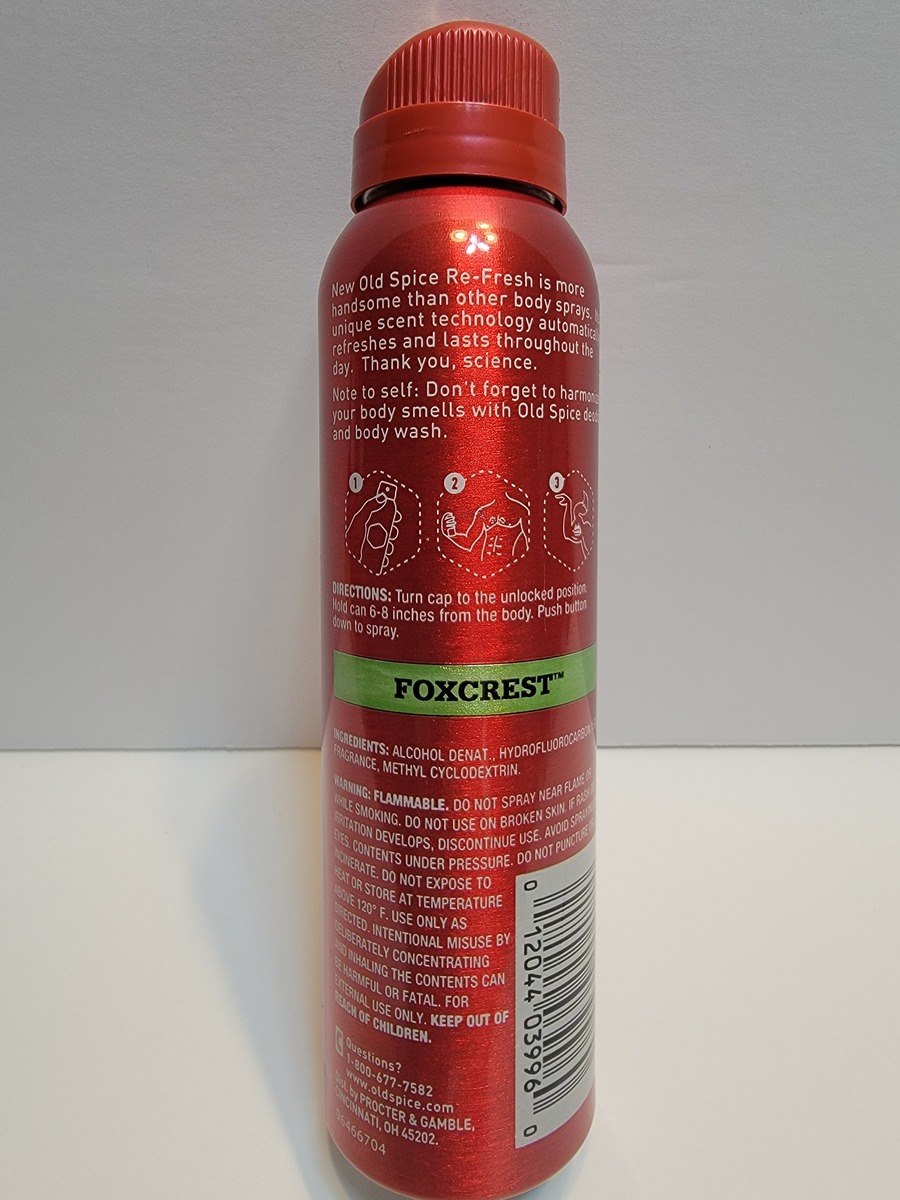 New Old Spice Re-Fresh is more
handsome than other body sprays.
unique scent technology
refreshes and lasts throughout the
day. Thank you, science.
Note to self: Don't forget to
your body smells with Old Spice
and body wash.
1 2 3
DIRECTIONS: Turn cap to the unlocked position.
Hold can 6-8 inches from the body. Push button
down to spray.
FOXCREST™
INGREDIENTS: ALCOHOL DENAT., HYDROFLUOROCARBON
FRAGRANCE, METHYL CYCLODEXTRIN.
WARNING: FLAMMABLE. DO NOT SPRAY NEAR FLAME OR
WHILE SMOKING. DO NOT USE ON BROKEN SKIN. IF RASH
IRRITATION DEVELOPS, DISCONTINUE USE. AVOID
EYES. CONTENTS UNDER PRESSURE. DO NOT PUNCTURE
INCINERATE. DO NOT EXPOSE TO
HEAT OR STORE AT TEMPERATURE
ABOVE 120° F. USE ONLY AS
DIRECTED. INTENTIONAL MISUSE BY
DELIBERATELY CONCENTRATING
AND INHALING THE CONTENTS CAN
BE HARMFUL OR FATAL. FOR
EXTERNAL USE ONLY. KEEP OUT OF
REACH OF CHILDREN.
Questions?
1-800-677-7582
www.oldspice.com
Dist. by PROCTER & GAMBLE,
CINCINNATI, OH 45202.
96466704
0 12044 03996 0